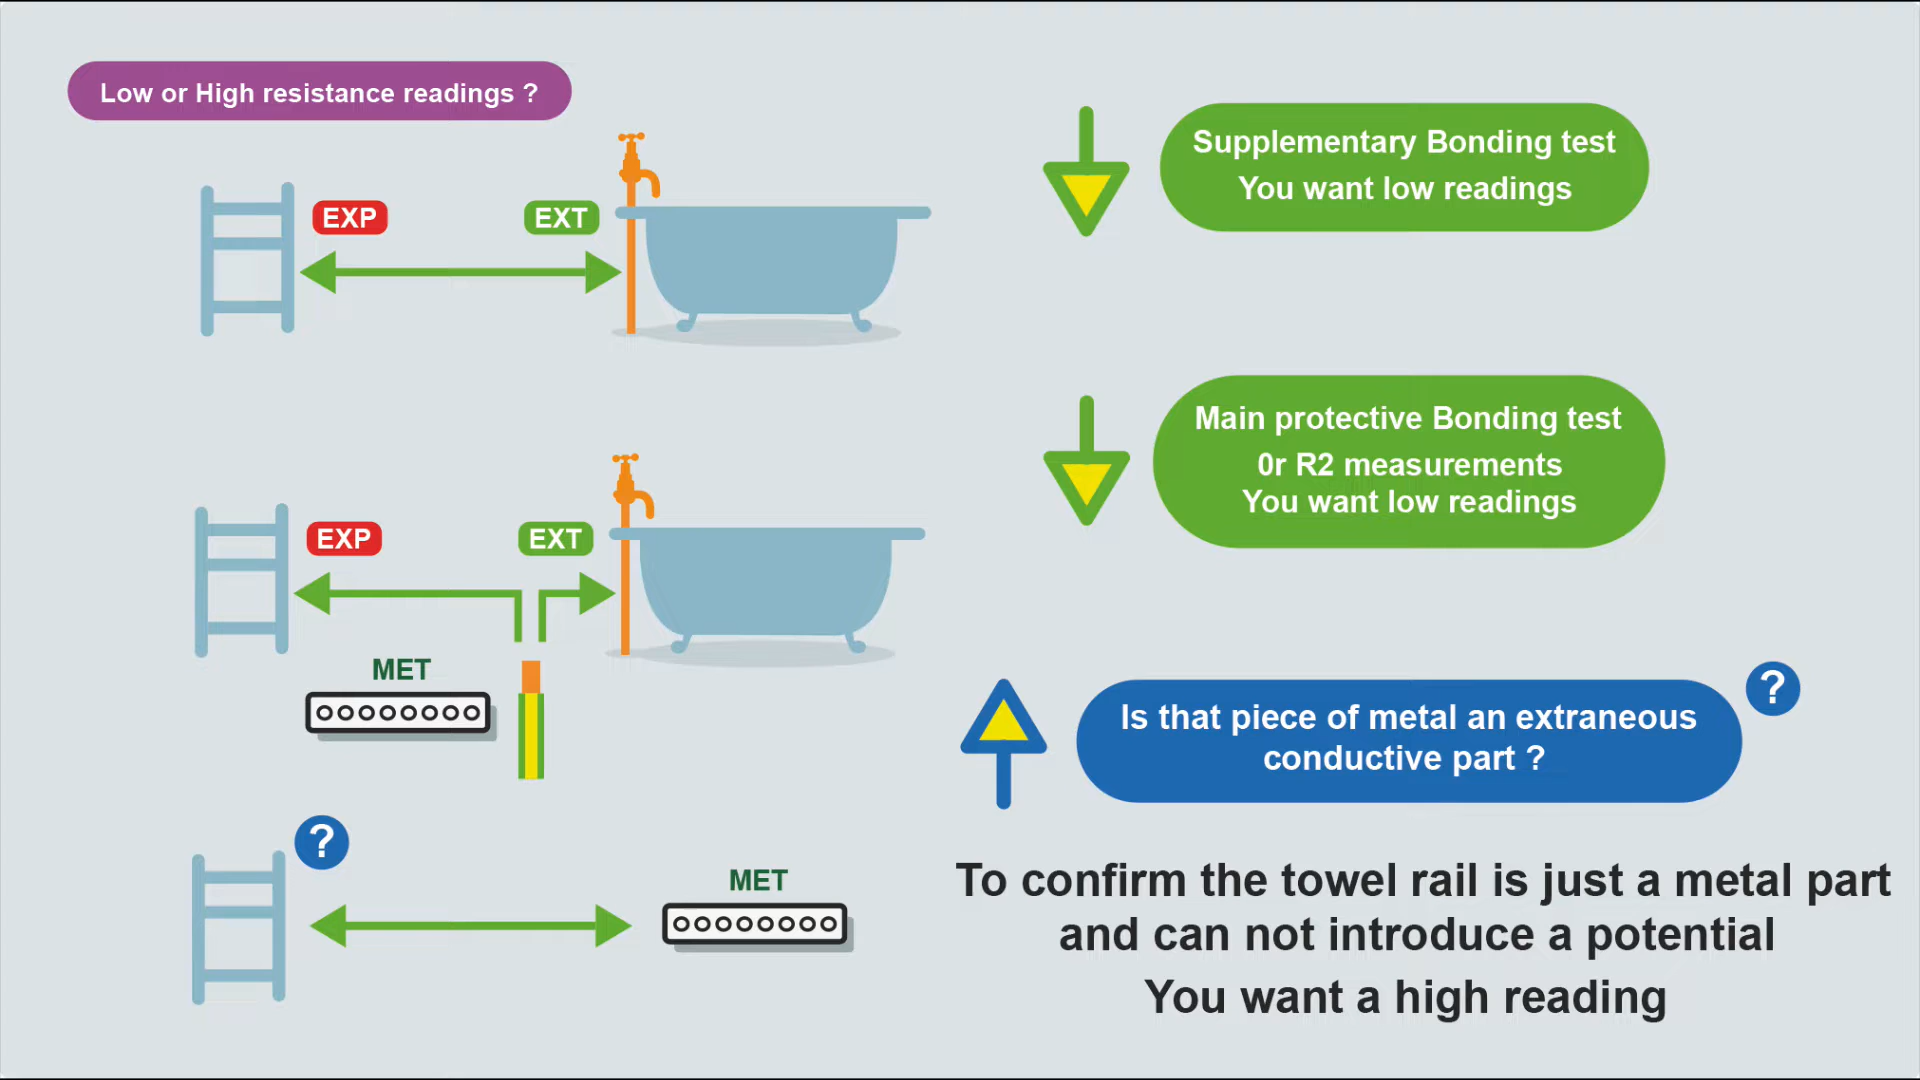 Low or High resistance readings ?
EXP
EXT
Supplementary Bonding test
You want low readings
EXP
EXT
MET
Main protective Bonding test
0r R2 measurements
You want low readings
?
MET
?
Is that piece of metal an extraneous
conductive part ?
To confirm the towel rail is just a metal part
and can not introduce a potential
You want a high reading